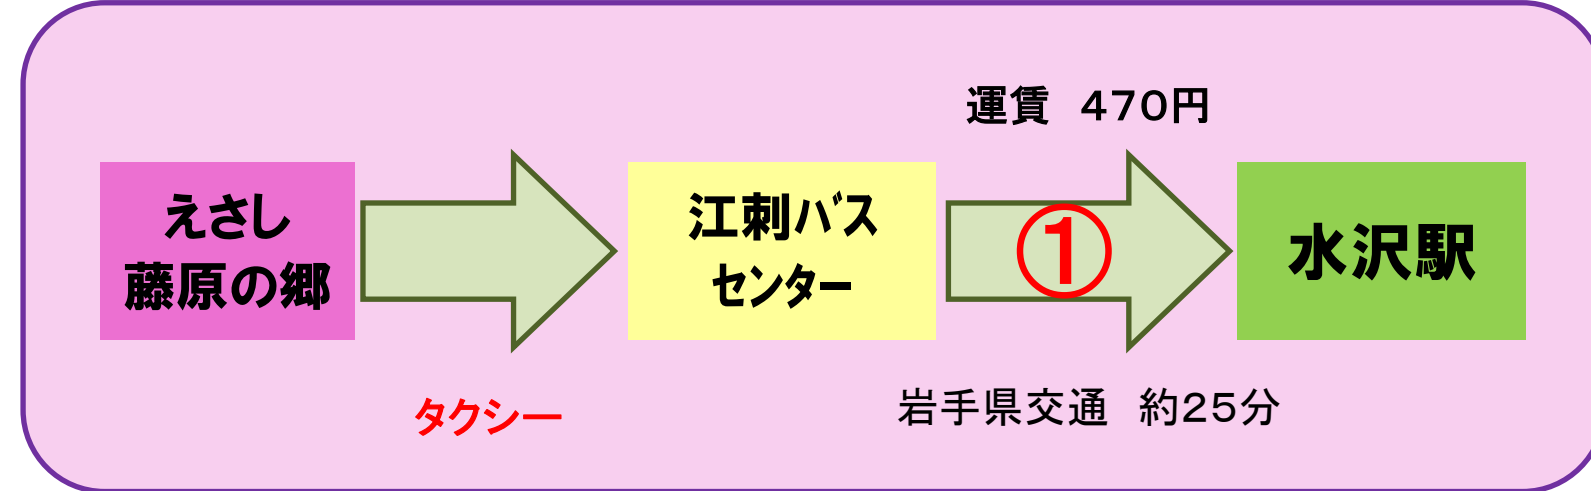 運賃　470円
えさし
藤原の郷
江刺バス
センター
①
水沢駅
タクシー
岩手県交通　約25分